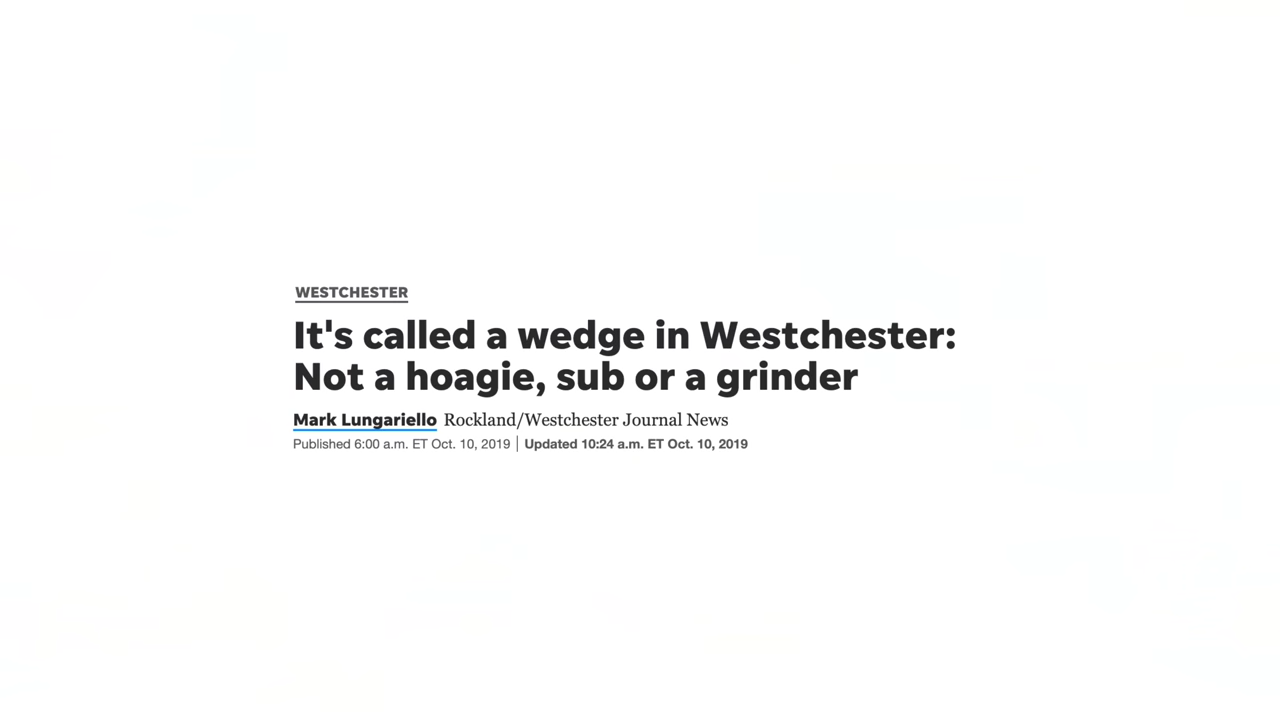 WESTCHESTER
It's called a wedge in Westchester:
Not a hoagie, sub or a grinder
Mark Lungariello Rockland/Westchester Journal News
Published 6:00 a.m. ET Oct. 10, 2019 | Updated 10:24 a.m. ET Oct. 10, 2019